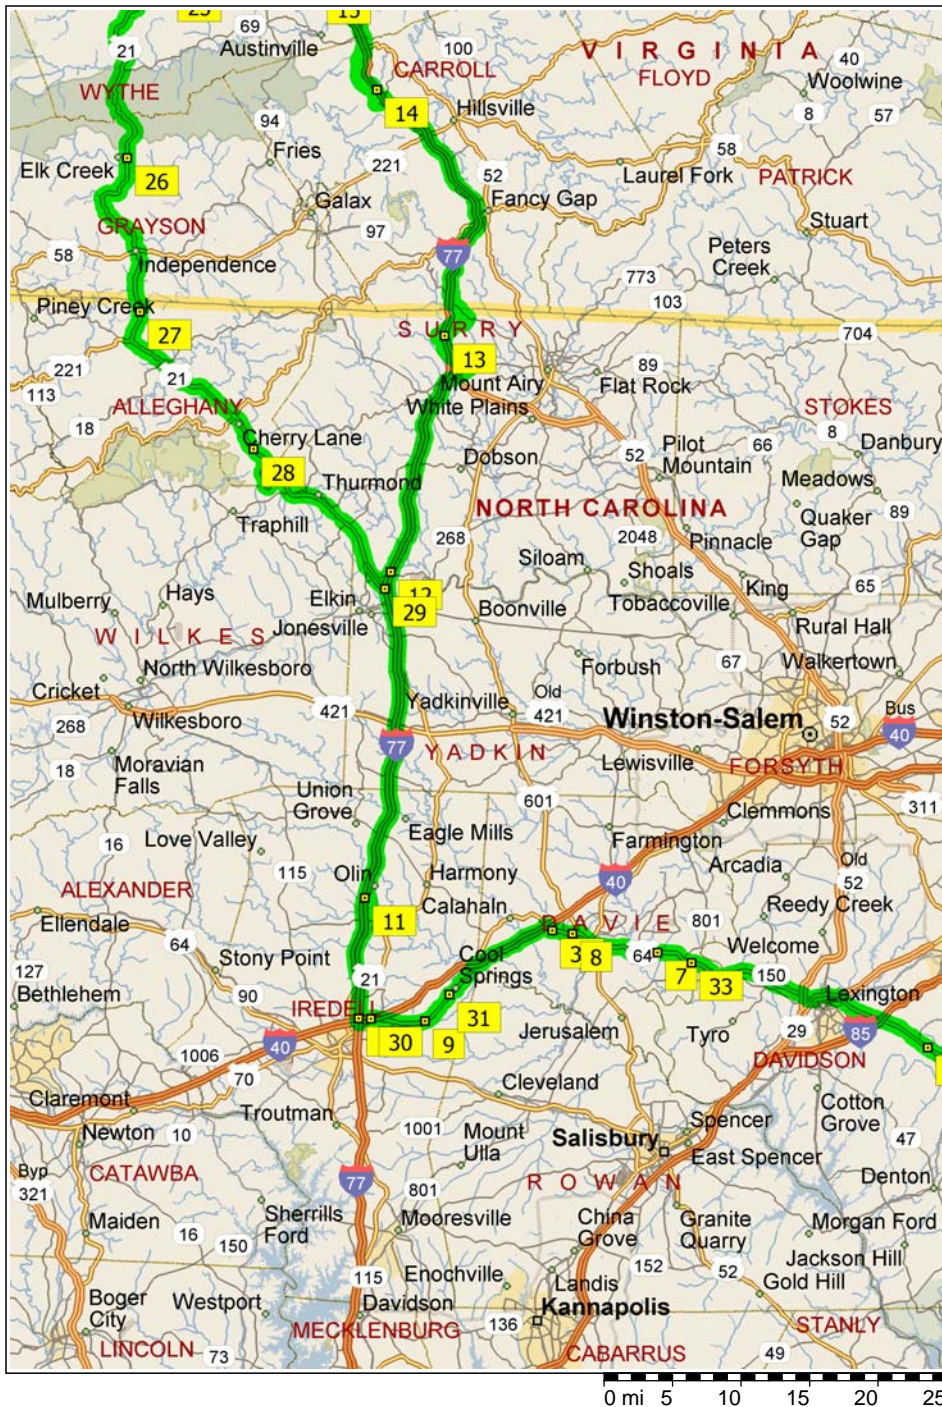 25
15
69
21
Austinville
100
VIRGINIA
CARROLL
FLOYD
40
Woolwine
WYTHE
14
Hillsville
8
57
94
Elk Creek
Fries
221
58
26
52
Laurel Fork
PATRICK
Galax
Fancy Gap
GRAYSON
97
Stuart
58
77
Peters
Creek
Independence
773
103
Piney Creek
SURRY
704
27
13
221
21
Mount Airy
89
Flat Rock
113
ALLEGHANY
White Plains
STOKES
18
8
Cherry Lane
52
Pilot
Mountain
66
Danbury
Dobson
28
Thurmond
Meadows
NORTH CAROLINA
Traphill
89
Quaker
Gap
268
2048
Pinnacle
Siloam
Shoals
King
65
12
Mulberry
Hays
Elkin
29
Boonville
Tobaccoville
Jonesville
Rural Hall
WILKES
Forbush
67
Walkertown
North Wilkesboro
Cricket
Yadkinville
Old
421
421
Bus
268
Wilkesboro
Winston-Salem
52
40
77
YADKIN
Lewisville
FORSYTH
18
Moravian
Falls
Union
Grove
601
311
Clemmons
Eagle Mills
16
Love Valley
Farmington
Arcadia
Old
52
115
Olin
Harmony
40
ALEXANDER
Calahaln
DAVIE
801
Reedy Creek
Ellendale
11
64
3
8
64
Welcome
Cool
Springs
Stony Point
7
33
150
127
21
Bethlehem
90
Lexington
IREDELL
31
30
9
Jerusalem
Tyro
29
85
40
1006
DAVIDSON
70
Cleveland
Claremont
Troutman
Cotton
Grove
Newton
10
1001
Mount
Ulla
Spencer
Salisbury
47
Byp
321
CATAWBA
East Spencer
77
ROWAN
Denton
801
Maiden
Sherrills
Ford
Mooresville
China
Grove
Granite
Quarry
Morgan Ford
16
150
152
Jackson Hill
115
Enochville
52
Gold Hill
Landis
Boger
City
Westport
Davidson
Kannapolis
136
MECKLENBURG
STANLY
LINCOLN
73
CABARRUS
49
0 mi 5 10 15 20 25